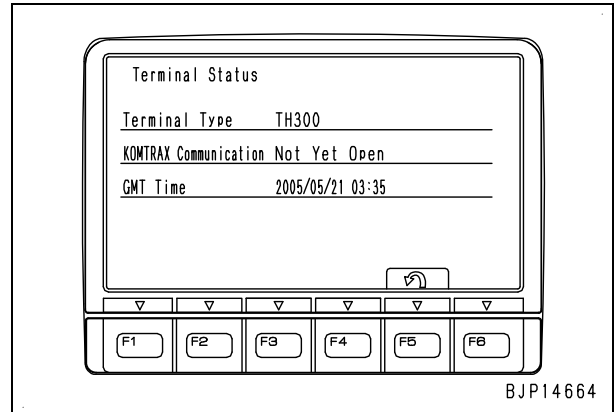 Terminal Status
Terminal Type TH300
KOMTRAX Communication Not Yet Open
GMT Time 2005/05/21 03:35
F1 F2 F3 F4 F5 F6
BJP14664